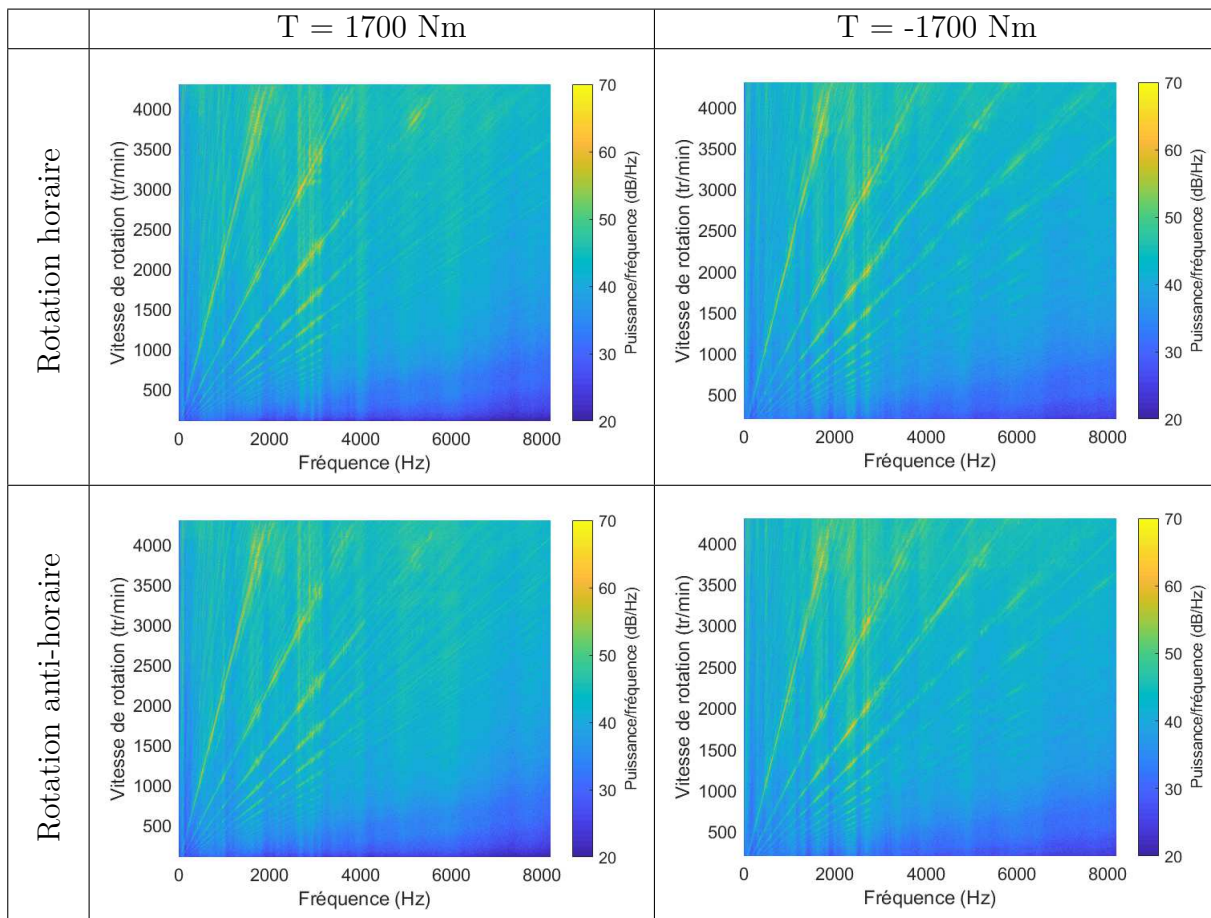 T = 1700 Nm
T = -1700 Nm
Rotation horaire
Vitesse de rotation (tr/min)
4000
3500
3000
2500
2000
1500
1000
500
0 2000 4000 6000 8000
Fréquence (Hz)
70
60
50
40
30
20
Puissance/fréquence (dB/Hz)
Vitesse de rotation (tr/min)
4000
3500
3000
2500
2000
1500
1000
500
0 2000 4000 6000 8000
Fréquence (Hz)
70
60
50
40
30
20
Puissance/fréquence (dB/Hz)
Rotation anti-horaire
Vitesse de rotation (tr/min)
4000
3500
3000
2500
2000
1500
1000
500
0 2000 4000 6000 8000
Fréquence (Hz)
70
60
50
40
30
20
Puissance/fréquence (dB/Hz)
Vitesse de rotation (tr/min)
4000
3500
3000
2500
2000
1500
1000
500
0 2000 4000 6000 8000
Fréquence (Hz)
70
60
50
40
30
20
Puissance/fréquence (dB/Hz)